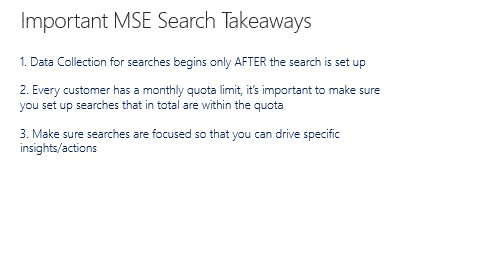 Important MSE Search Takeaways
1. Data Collection for searches begins only AFTER the search is set up
2. Every customer has a monthly quota limit, it's important to make sure
you set up searches that in total are within the quota
3. Make sure searches are focused so that you can drive specific
insights/actions